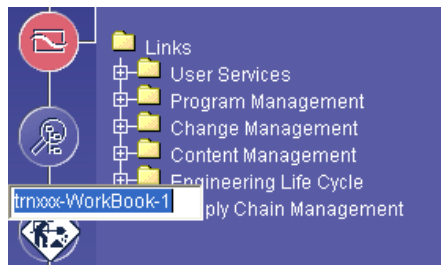 Links
User Services
Program Management
Change Management
Content Management
Engineering Life Cycle
trnxxx-WorkBook-1
ply Chain Management